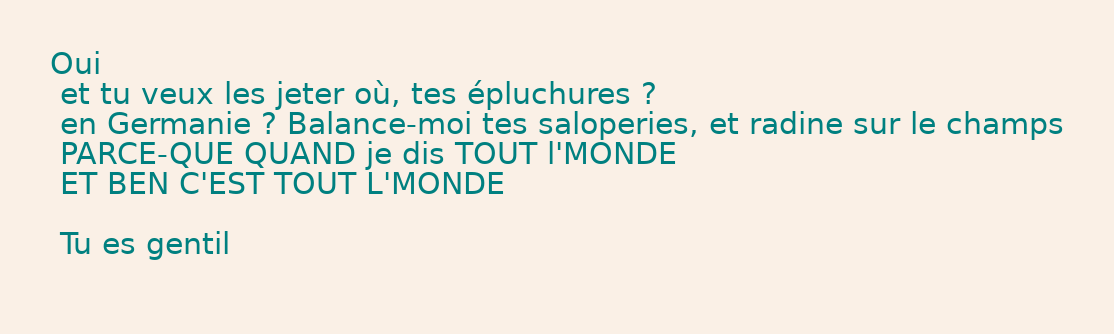 Oui
et tu veux les jeter où, tes épluchures ?
en Germanie ? Balance-moi tes saloperies, et radine sur le champs
PARCE-QUE QUAND je dis TOUT l'MONDE
ET BEN C'EST TOUT L'MONDE
Tu es gentil